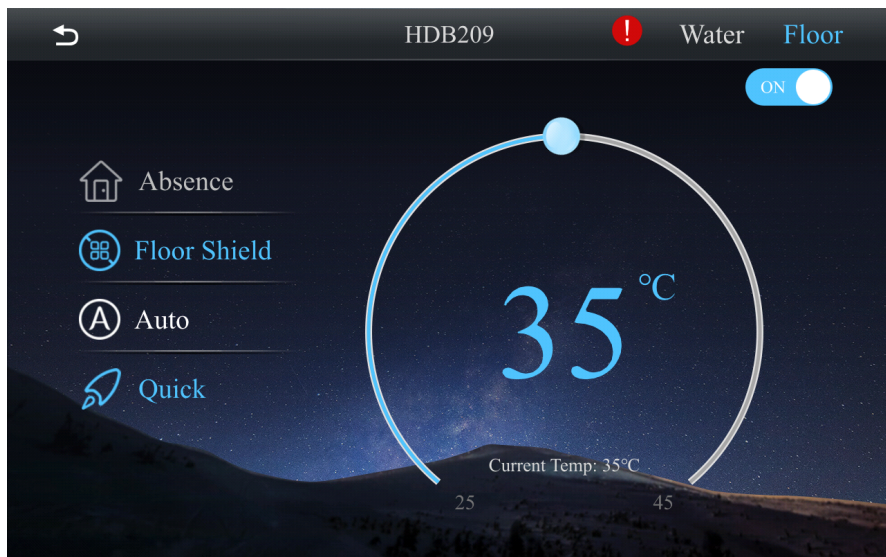 HDB209 ! Water Floor
ON
Absence
Floor Shield
A Auto
Quick
35 °C
Current Temp: 35°C
25 45